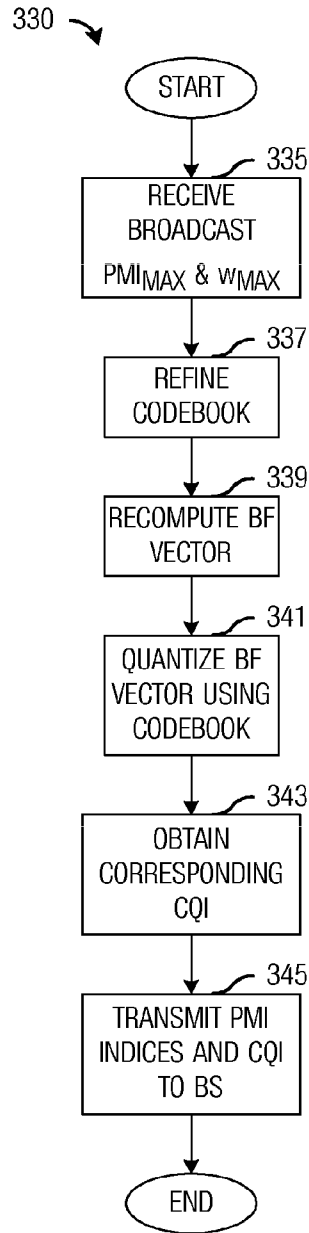 330
START
335
RECEIVE
BROADCAST
PMIMAX & wMAX
337
REFINE
CODEBOOK
339
RECOMPUTE BF
VECTOR
341
QUANTIZE BF
VECTOR USING
CODEBOOK
343
OBTAIN
CORRESPONDING
CQI
345
TRANSMIT PMI
INDICES AND CQI
TO BS
END